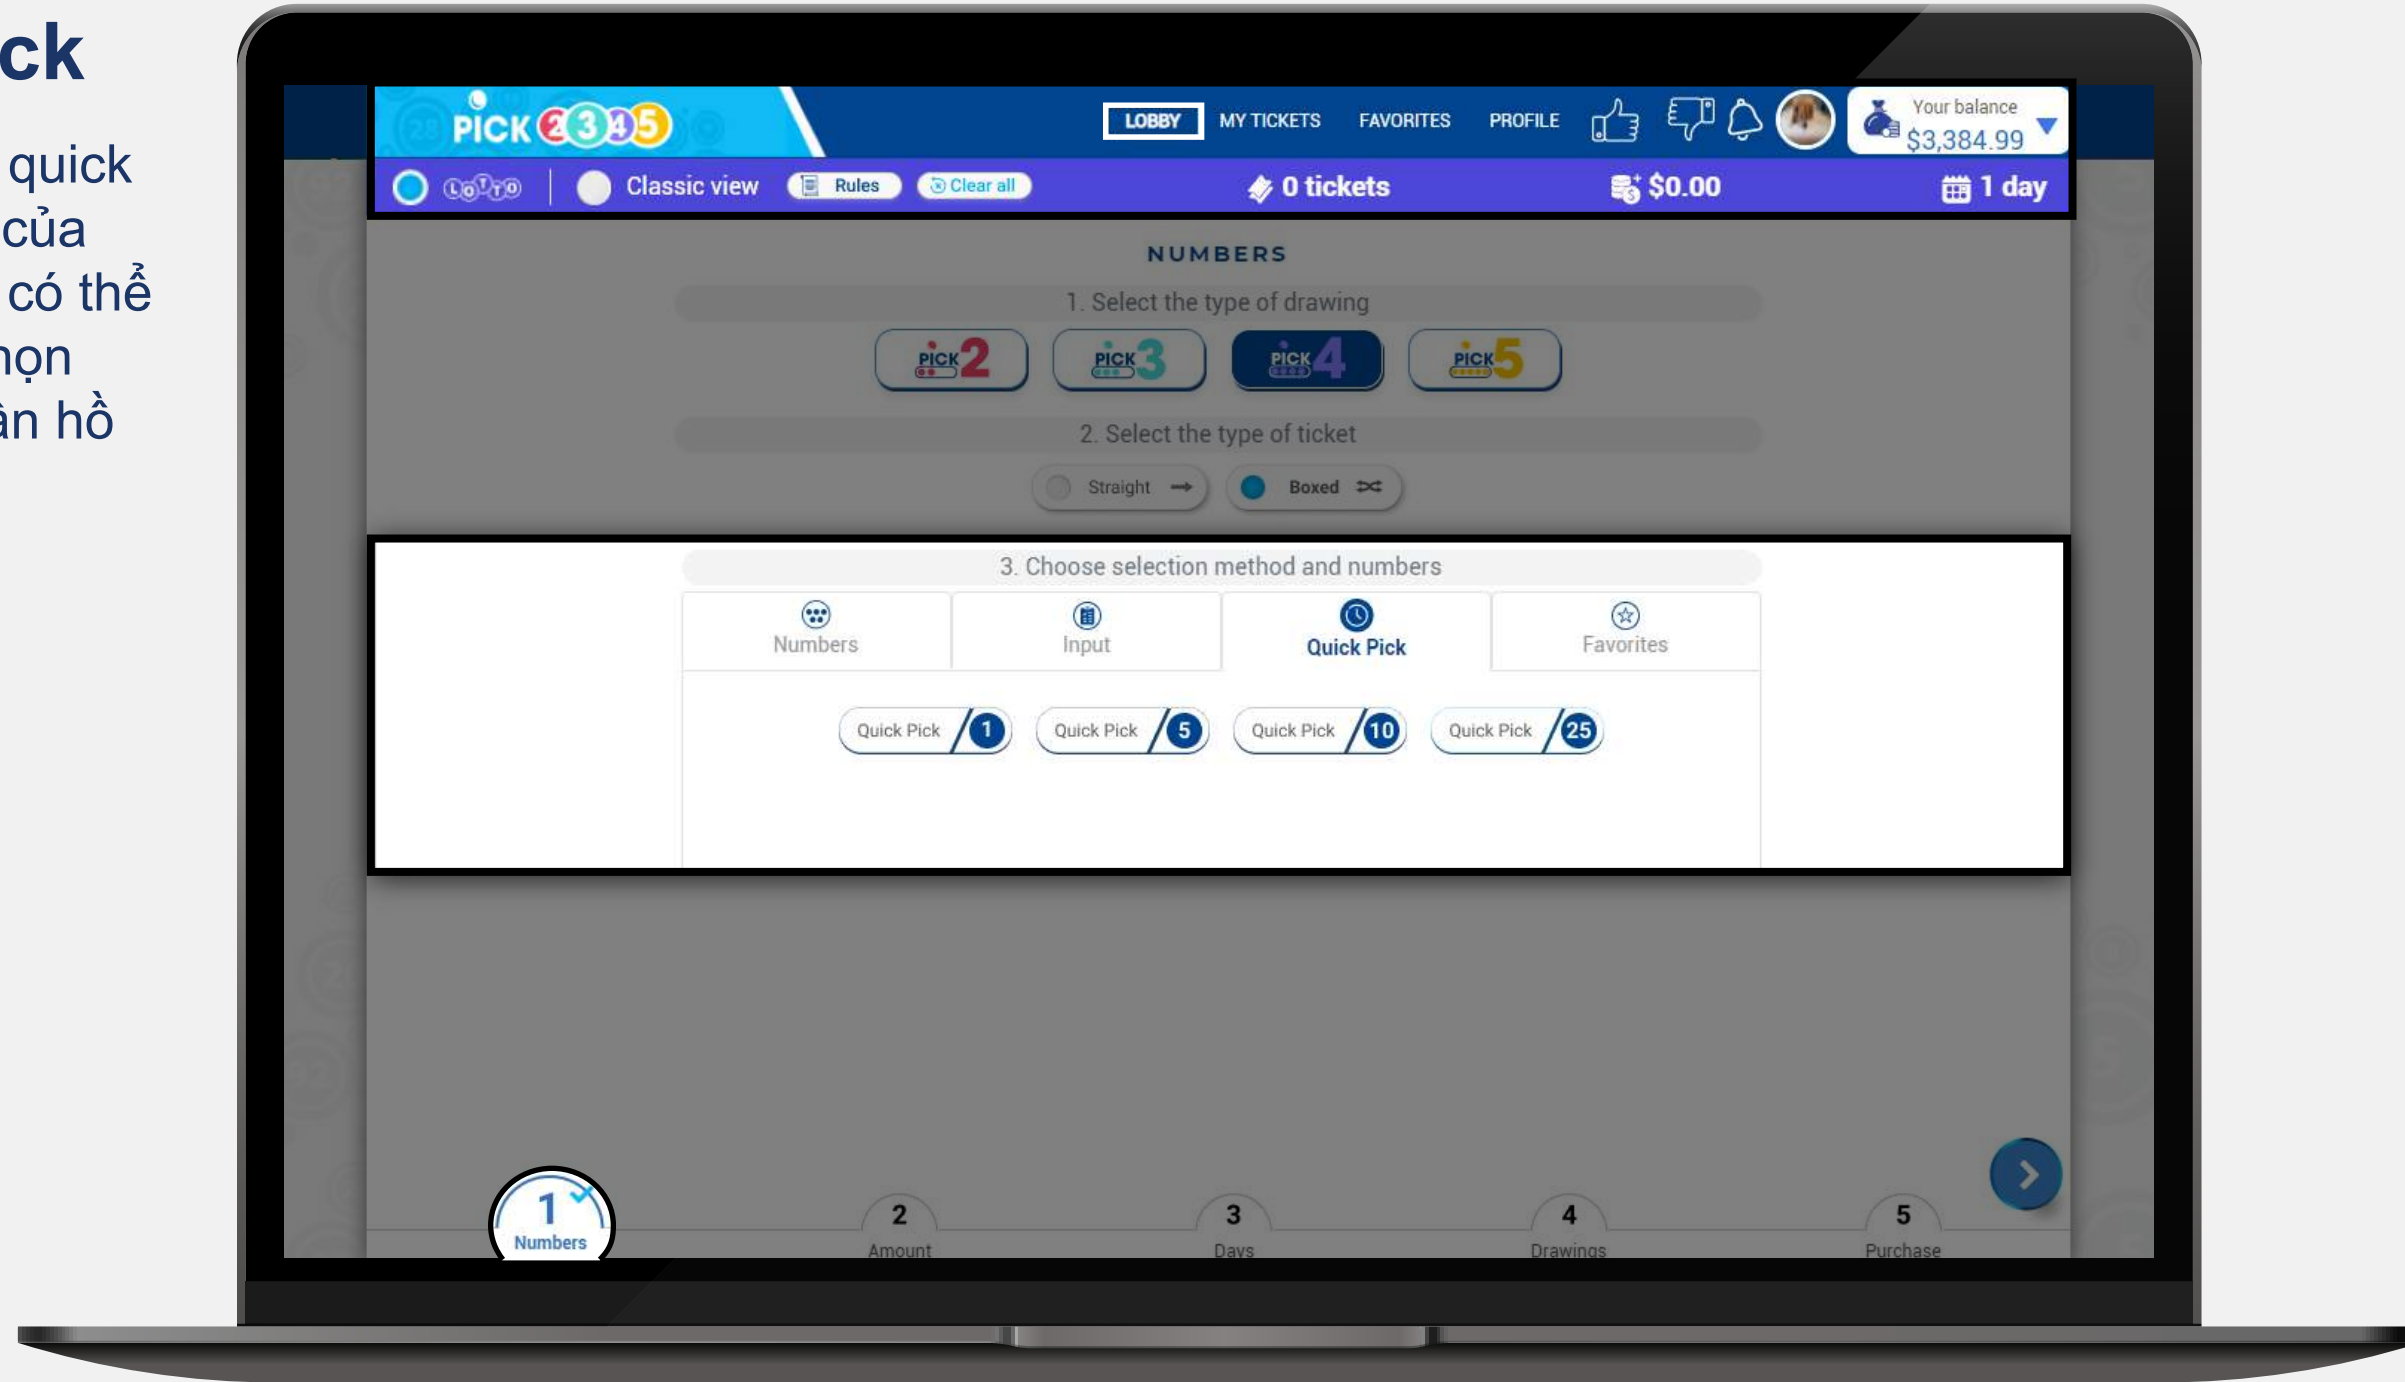 ck
quick
của
có thể
họn
ân hồ
PiCK 2345
LOBBY MY TICKETS FAVORITES PROFILE
Your balance
$3,384.99
LOTTO Classic view Rules Clear all 0 tickets $0.00 1 day
NUMBERS
1. Select the type of drawing
PiCK 2 PiCK 3 PiCK 4 PiCK 5
2. Select the type of ticket
Straight Boxed
3. Choose selection method and numbers
Numbers Input Quick Pick Favorites
Quick Pick 1 Quick Pick 5 Quick Pick 10 Quick Pick 25
1 2 3 4 5
Numbers Amount Days Drawings Purchase